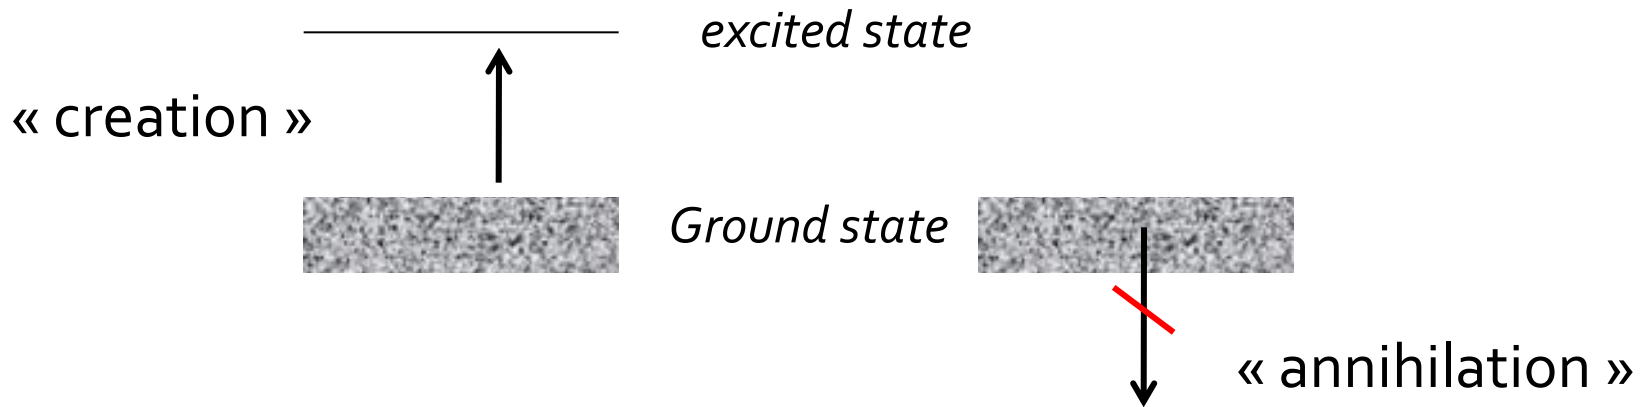 excited state
« creation »
Ground state
« annihilation »